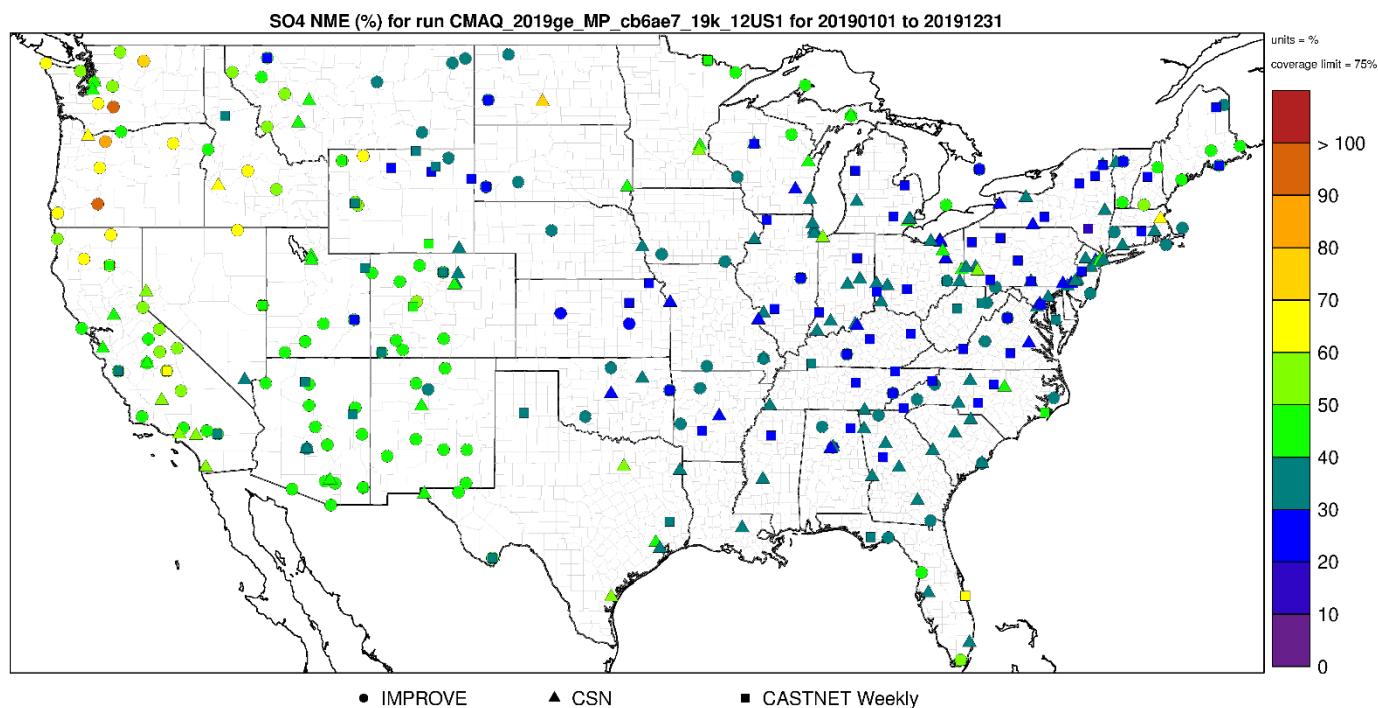 SO4 NME (%) for run CMAQ_2019ge_MP_cb6ae7_19k_12US1 for 20190101 to 20191231
units = %
coverage limit = 75%
> 100
90
80
70
60
50
40
30
20
10
0
IMPROVE
CSN
CASTNET Weekly